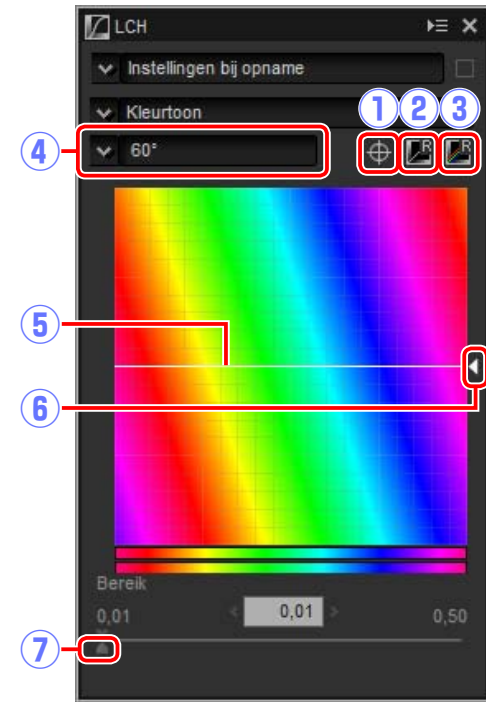 LCH
Instellingen bij opname
Kleurtoon
1 2 3
4
60°
R R
5
6
Bereik
0,01 0,01 0,50
7